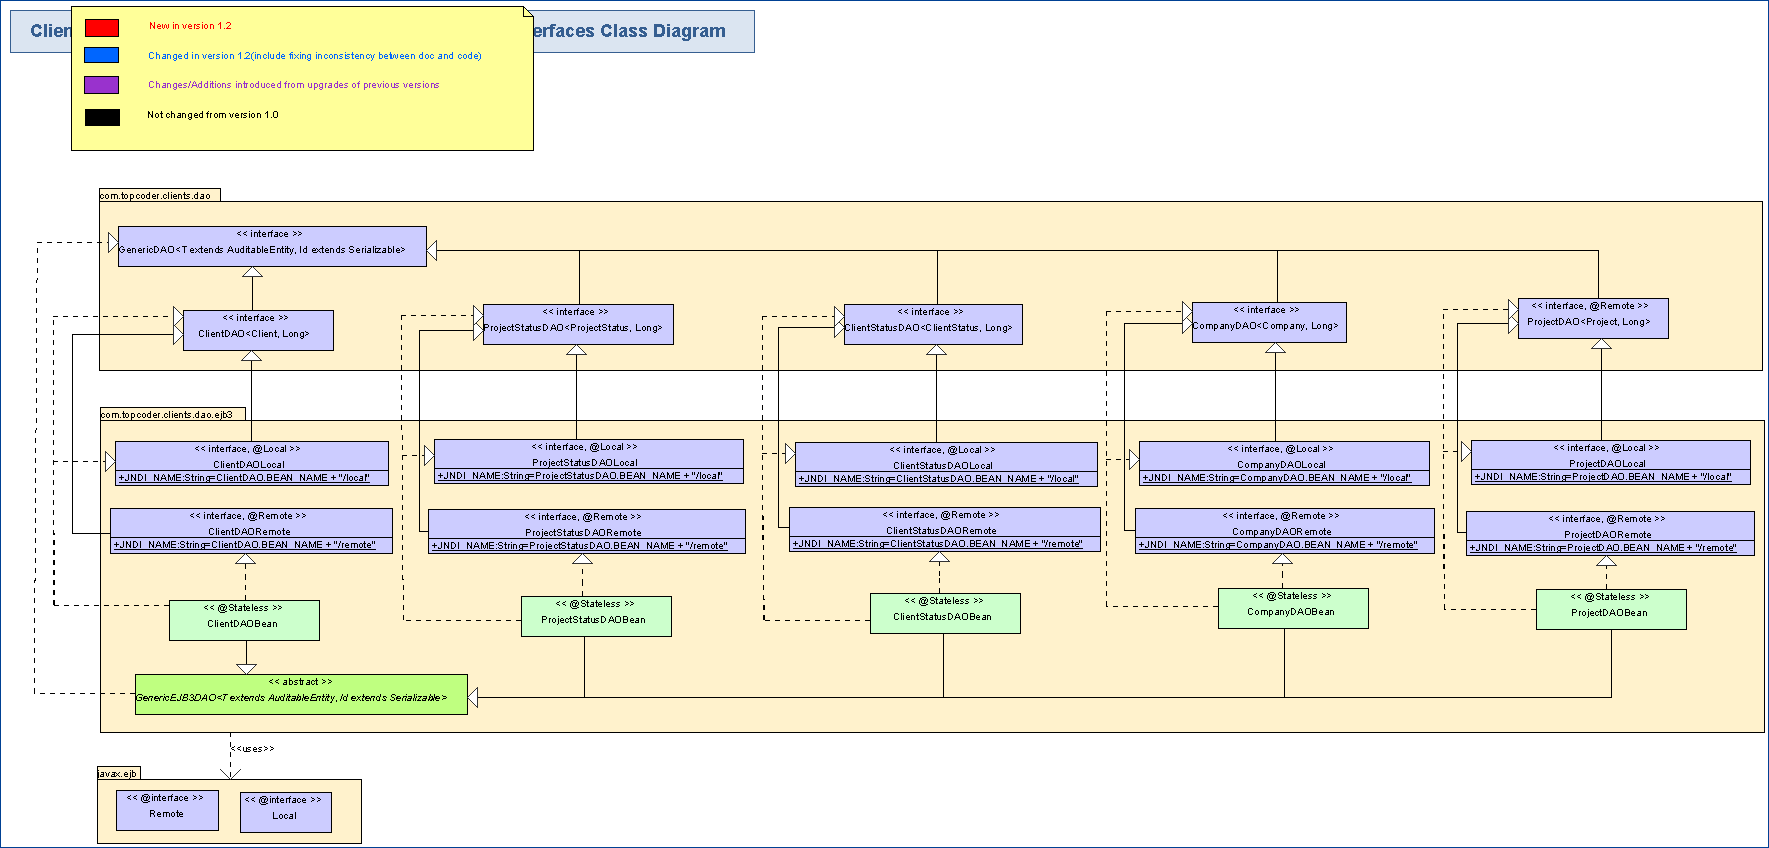 Clien
erfaces Class Diagram
New in version 1.2
Changed in version 1.2(include fixing inconsistency between doc and code)
Changes/Additions introduced from upgrades of previous versions
Not changed from version 1.0
com.topcoder.clients.dao
<< interface >>
GenericDAO<T extends AuditableEntity, Id extends Serializable>
<< interface >>
ClientDAO<Client, Long>
<< interface >>
ProjectStatusDAO<ProjectStatus, Long>
<< interface >>
ClientStatusDAO<ClientStatus, Long>
<< interface >>
CompanyDAO<Company, Long>
<< interface, @Remote >>
ProjectDAO<Project, Long>
com.topcoder.clients.dao.ejb3
<< interface, @Local >>
ClientDAOLocal
+JNDI_NAME:String=ClientDAO.BEAN_NAME + "/local"
<< interface, @Local >>
ProjectStatusDAOLocal
+JNDI_NAME:String=ProjectStatusDAO.BEAN_NAME + "/local"
<< interface, @Local >>
ClientStatusDAOLocal
+JNDI_NAME:String=ClientStatusDAO.BEAN_NAME + "/local"
<< interface, @Local >>
CompanyDAOLocal
+JNDI_NAME:String=CompanyDAO.BEAN_NAME + "/local"
<< interface, @Local >>
ProjectDAOLocal
+JNDI_NAME:String=ProjectDAO.BEAN_NAME + "/local"
<< interface, @Remote >>
ClientDAORemote
+JNDI_NAME:String=ClientDAO.BEAN_NAME + "/remote"
<< interface, @Remote >>
ProjectStatusDAORemote
+JNDI_NAME:String=ProjectStatusDAO.BEAN_NAME + "/remote"
<< interface, @Remote >>
ClientStatusDAORemote
+JNDI_NAME:String=ClientStatusDAO.BEAN_NAME + "/remote"
<< interface, @Remote >>
CompanyDAORemote
+JNDI_NAME:String=CompanyDAO.BEAN_NAME + "/remote"
<< interface, @Remote >>
ProjectDAORemote
+JNDI_NAME:String=ProjectDAO.BEAN_NAME + "/remote"
<< @Stateless >>
ClientDAOBean
<< @Stateless >>
ProjectStatusDAOBean
<< @Stateless >>
ClientStatusDAOBean
<< @Stateless >>
CompanyDAOBean
<< @Stateless >>
ProjectDAOBean
<< abstract >>
GenericEJB3DAO<T extends AuditableEntity, Id extends Serializable>
<<uses>>
javax.ejb
<< @interface >>
Remote
<< @interface >>
Local